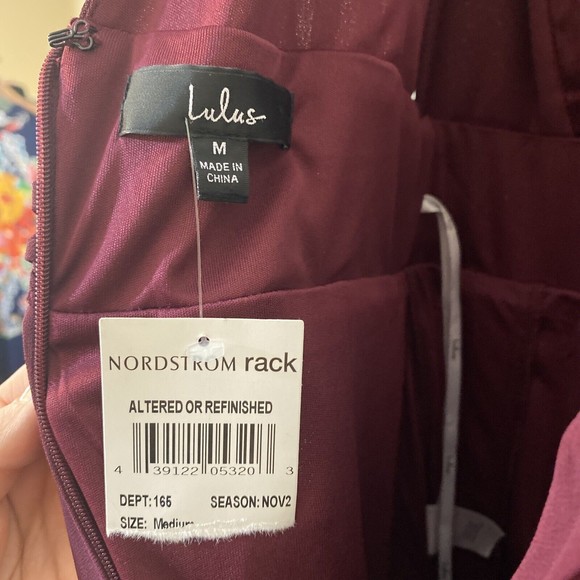 Lulus
M
MADE IN
CHINA
NORDSTROM rack
ALTERED OR REFINISHED
4 39122 05320 3
DEPT: 165 SEASON: NOV2
SIZE: Medium
lulus